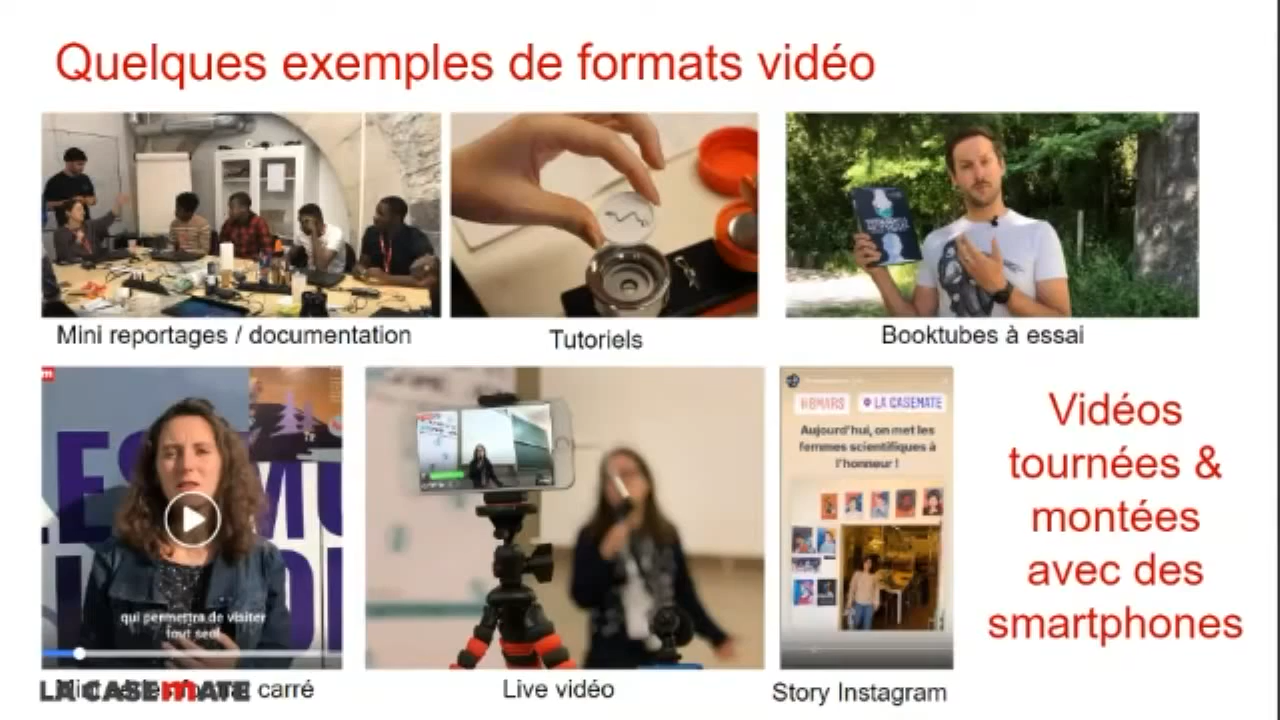 Quelques exemples de formats vidéo
Mini reportages / documentation
Tutoriels
Booktubes à essai
qui permettra de visiter
tout seul
carré
LA CASEMATE
Live vidéo
#8MARS
LA CASEMATE
Aujourd'hui, on met les
femmes scientifiques à
l'honneur !
Story Instagram
Vidéos
tournées &
montées
avec des
smartphones